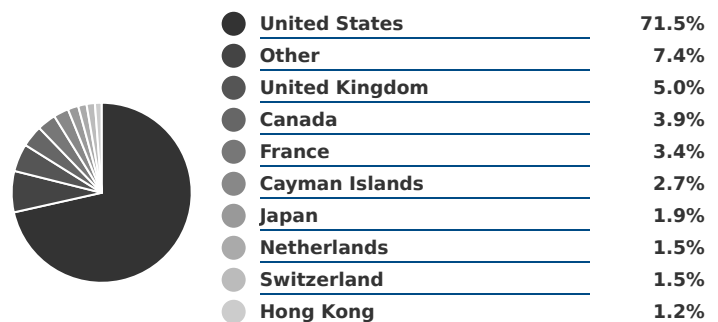 United States 71.5%
Other 7.4%
United Kingdom 5.0%
Canada 3.9%
France 3.4%
Cayman Islands 2.7%
Japan 1.9%
Netherlands 1.5%
Switzerland 1.5%
Hong Kong 1.2%